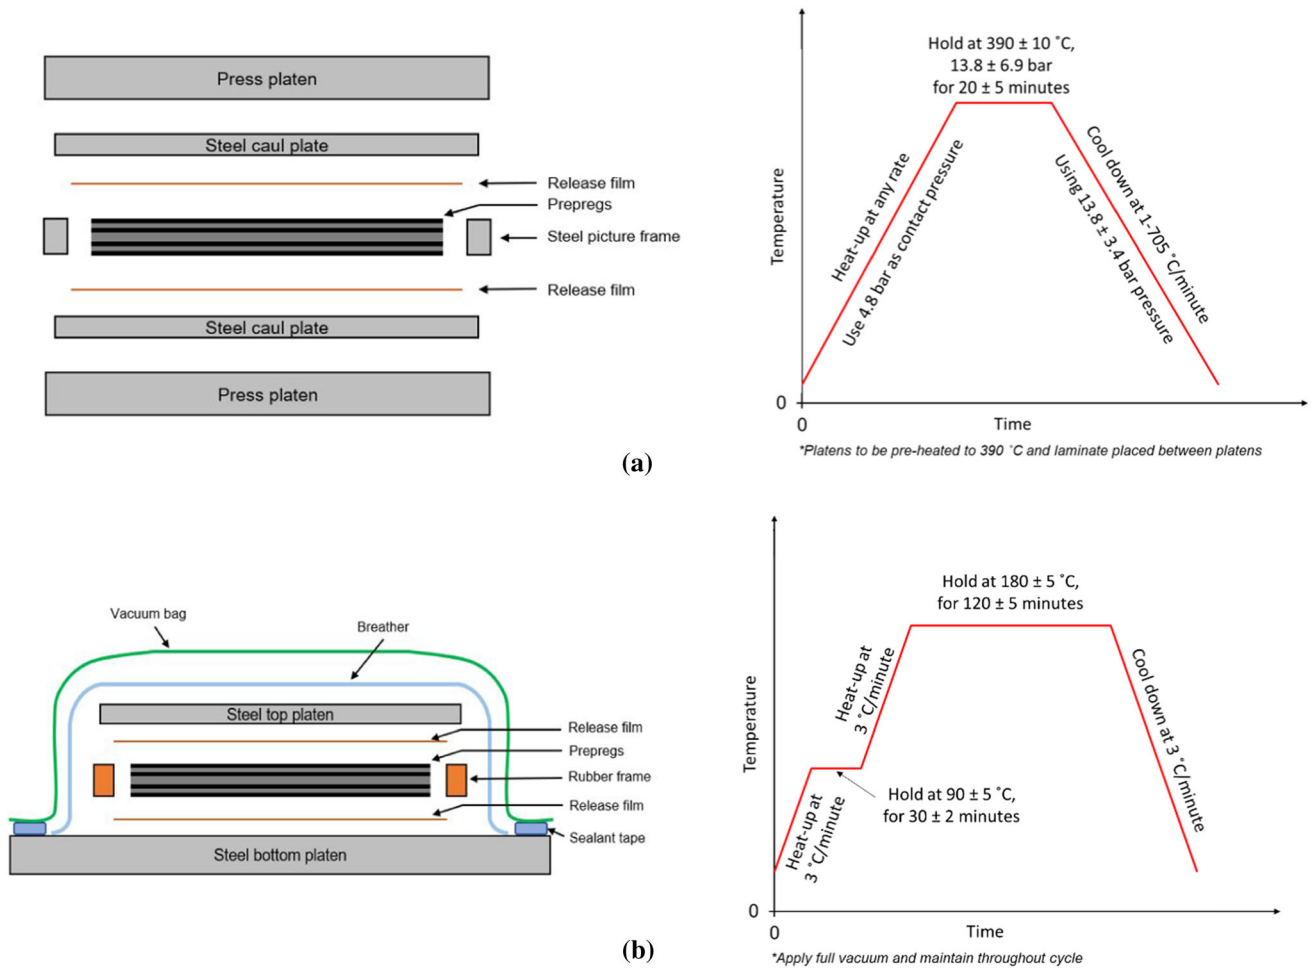 Press platen
Steel caul plate
Release film
Prepregs
Steel picture frame
Release film
Steel caul plate
Press platen
Hold at 390 ± 10 ˚C,
13.8 ± 6.9 bar
for 20 ± 5 minutes
Temperature
Heat-up at any rate
Use 4.8 bar as contact pressure
Cool down at 1-705 ˚C/minute
Using 13.8 ± 3.4 bar pressure
0
0
Time
*Platens to be pre-heated to 390 ˚C and laminate placed between platens
(a)
Vacuum bag
Breather
Steel top platen
Release film
Prepregs
Rubber frame
Release film
Sealant tape
Steel bottom platen
Hold at 180 ± 5 ˚C,
for 120 ± 5 minutes
Temperature
Heat-up at
3 ˚C/minute
Heat-up at
3 ˚C/minute
Hold at 90 ± 5 ˚C,
for 30 ± 2 minutes
Cool down at 3 ˚C/minute
0
0
Time
*Apply full vacuum and maintain throughout cycle
(b)